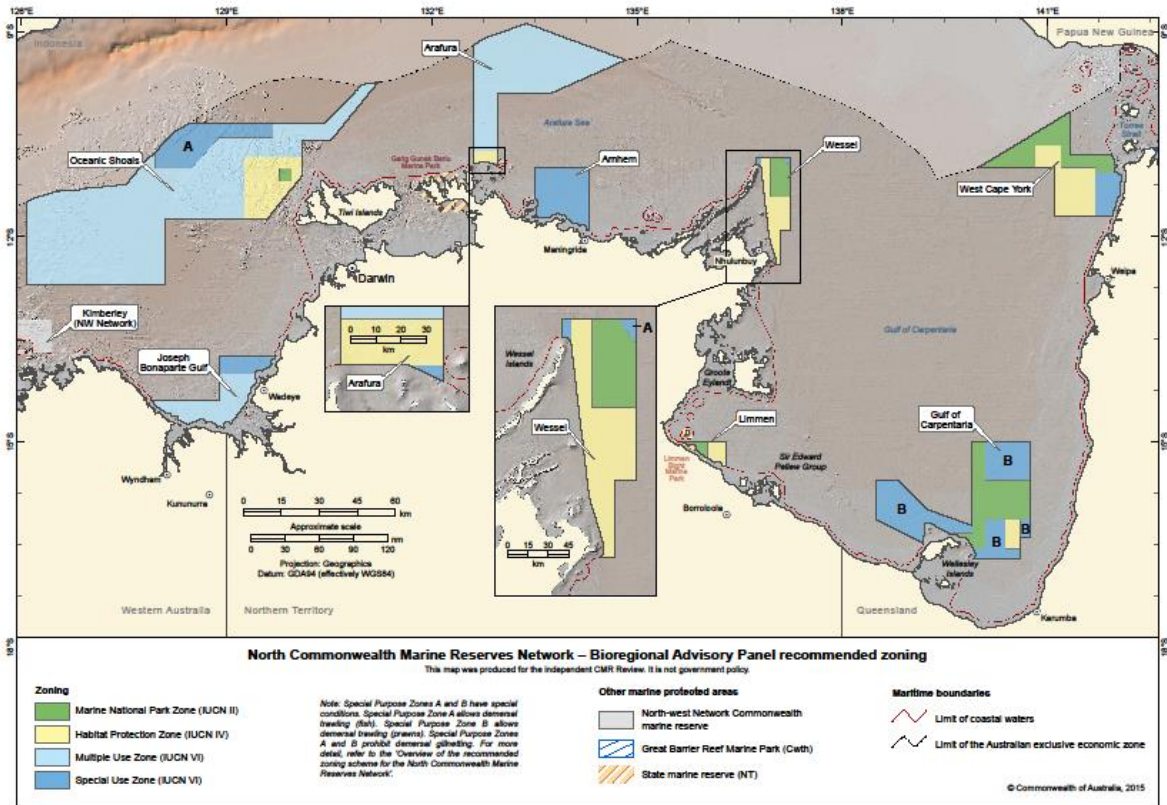 126°E 129°E 132°E 135°E 138°E 141°E
9°S
9°S
Indonesia
Papua New Guinea
Arafura
A
Oceanic Shoals
Arafura Sea
Garig Gunak Barlu
Marine Park
Arnhem
Wessel
Torres
Strait
West Cape York
Tiwi Islands
12°S
12°S
Maningrida
Nhulunbuy
Darwin
Weipa
Kimberley
(NW Network)
0 10 20 30
km
Arafura
Wessel
Islands
A
Gulf of Carpentaria
Joseph
Bonaparte Gulf
Wadeye
Groote
Eylandt
Wessel
Limmen
Gulf of
Carpentaria
15°S
15°S
Limmen
Bight
Marine
Park
Sir Edward
Pellew Group
B
Wyndham
Kununurra
0 15 30 45 60
km
Approximate scale
0 30 60 90 120
nm
Projection: Geographics
Datum: GDA94 (effectively WGS84)
0 15 30 45
km
Borroloola
B
B
B
Wellesley
Islands
Karumba
Western Australia
Northern Territory
Queensland
18°S
18°S
North Commonwealth Marine Reserves Network – Bioregional Advisory Panel recommended zoning
This map was produced for the independent CMR Review. It is not government policy.
Zoning
Marine National Park Zone (IUCN II)
Habitat Protection Zone (IUCN IV)
Multiple Use Zone (IUCN VI)
Special Use Zone (IUCN VI)
Note: Special Purpose Zones A and B have special
conditions. Special Purpose Zone A allows demersal
trawling (fish). Special Purpose Zone B allows
demersal trawling (prawns). Special Purpose Zones
A and B prohibit demersal gillnetting. For more
detail, refer to the 'Overview of the recommended
zoning scheme for the North Commonwealth Marine
Reserves Network'.
Other marine protected areas
North-west Network Commonwealth
marine reserve
Great Barrier Reef Marine Park (Cwth)
State marine reserve (NT)
Maritime boundaries
Limit of coastal waters
Limit of the Australian exclusive economic zone
© Commonwealth of Australia, 2015